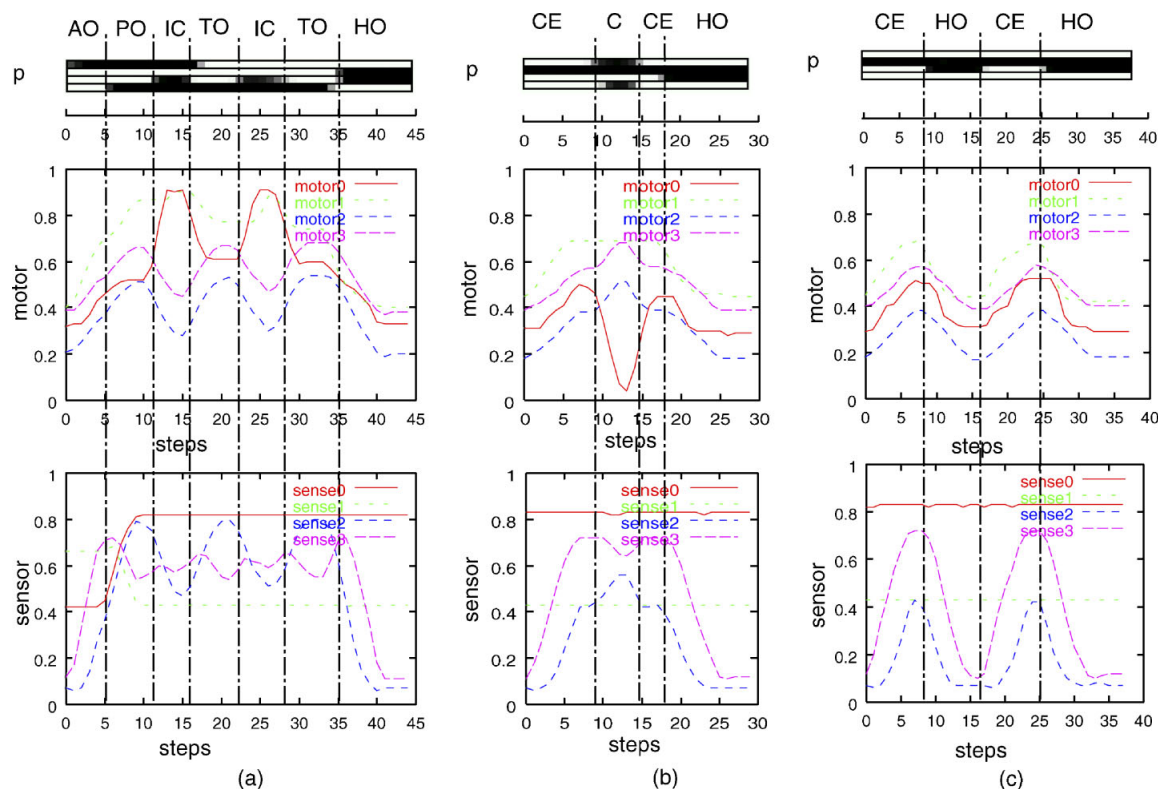 AO PO IC TO IC TO HO
p
0 5 10 15 20 25 30 35 40 45
1
0.8
0.6
0.4
0.2
0
motor
motor0
motor1
motor2
motor3
0 5 10 15 20 25 30 35 40 45
steps
1
0.8
0.6
0.4
0.2
0
sensor
sense0
sense1
sense2
sense3
0 5 10 15 20 25 30 35 40 45
steps
(a)
CE C CE HO
p
0 5 10 15 20 25 30
1
0.8
0.6
0.4
0.2
0
motor
motor0
motor1
motor2
motor3
0 5 10 15 20 25 30
steps
1
0.8
0.6
0.4
0.2
0
sensor
sense0
sense1
sense2
sense3
0 5 10 15 20 25 30
steps
(b)
CE HO CE HO
p
0 5 10 15 20 25 30 35 40
1
0.8
0.6
0.4
0.2
0
motor
motor0
motor1
motor2
motor3
0 5 10 15 20 25 30 35 40
steps
1
0.8
0.6
0.4
0.2
0
sensor
sense0
sense1
sense2
sense3
0 5 10 15 20 25 30 35 40
steps
(c)